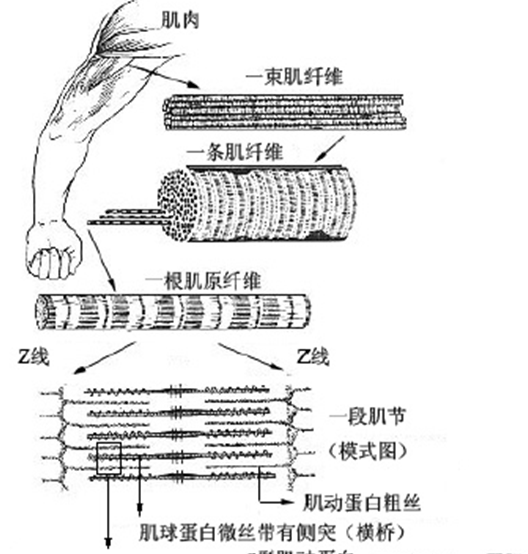 肌肉
一束肌纤维
一条肌纤维
一根肌原纤维
Z线
Z线
一段肌节
（模式图）
肌动蛋白粗丝
肌球蛋白微丝带有侧突（横桥）